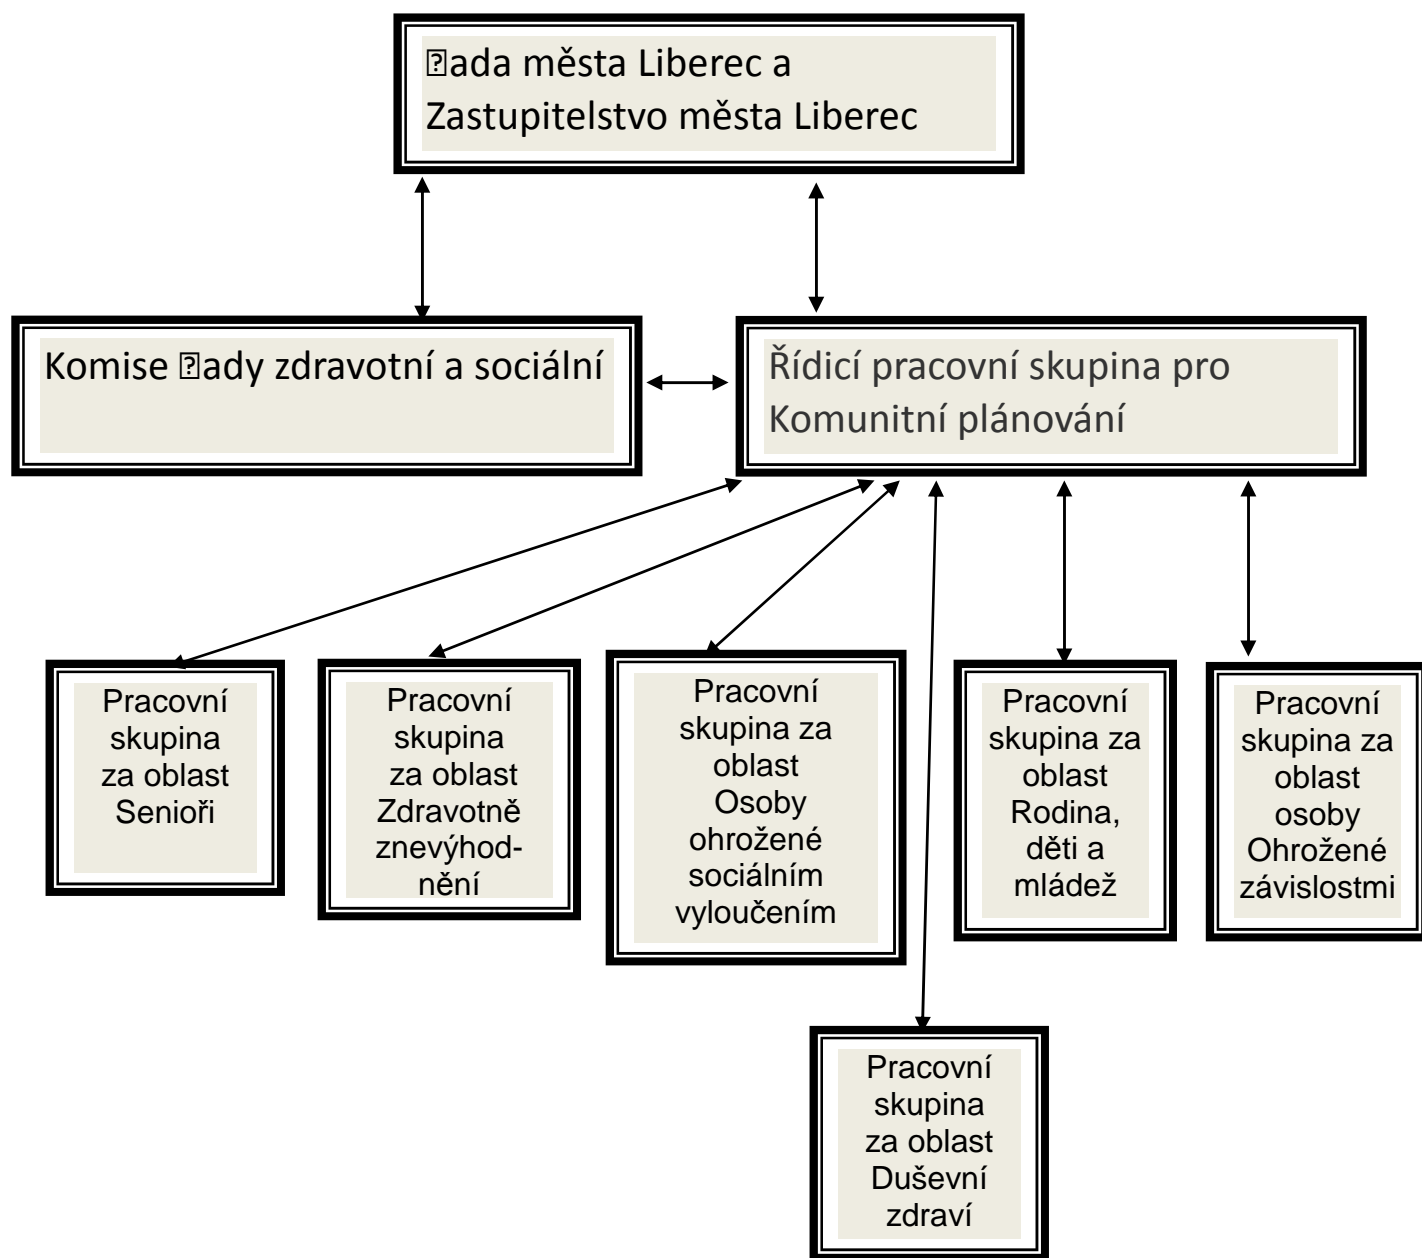 ⍰ada města Liberec a
Zastupitelstvo města Liberec
Komise ⍰ady zdravotní a sociální
Řídicí pracovní skupina pro
Komunitní plánování
Pracovní
skupina
za oblast
Senioři
Pracovní
skupina
za oblast
Zdravotně
znevýhod-
nění
Pracovní
skupina za
oblast
Osoby
ohrožené
sociálním
vyloučením
Pracovní
skupina za
oblast
Rodina,
děti a
mládež
Pracovní
skupina za
oblast
osoby
Ohrožené
závislostmi
Pracovní
skupina
za oblast
Duševní
zdraví